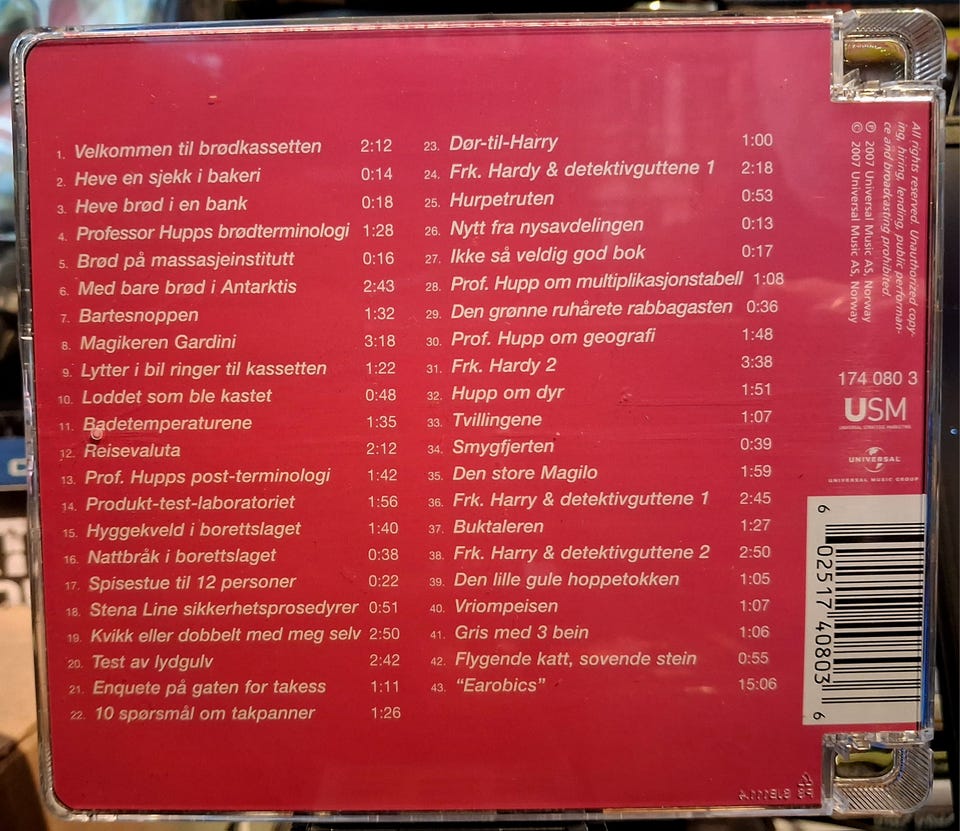 1. Velkommen til brødkassetten 2:12
2. Heve en sjekk i bakeri 0:14
3. Heve brød i en bank 0:18
4. Professor Hupps brødterminologi 1:28
5. Brød på massasjeinstitutt 0:16
6. Med bare brød i Antarktis 2:43
7. Bartesnoppen 1:32
8. Magikeren Gardini 3:18
9. Lytter i bil ringer til kassetten 1:22
10. Loddet som ble kastet 0:48
11. Badetemperaturene 1:35
12. Reisevaluta 2:12
13. Prof. Hupps post-terminologi 1:42
14. Produkt-test-laboratoriet 1:56
15. Hyggekveld i borettslaget 1:40
16. Nattbråk i borettslaget 0:38
17. Spisestue til 12 personer 0:22
18. Stena Line sikkerhetsprosedyrer 0:51
19. Kvikk eller dobbelt med meg selv 2:50
20. Test av lydgulv 2:42
21. Enquete på gaten for takess 1:11
22. 10 spørsmål om takpanner 1:26
23. Dør-til-Harry 1:00
24. Frk. Hardy & detektivguttene 1 2:18
25. Hurpetruten 0:53
26. Nytt fra nysavdelingen 0:13
27. Ikke så veldig god bok 0:17
28. Prof. Hupp om multiplikasjonstabell 1:08
29. Den grønne ruhårete rabbagasten 0:36
30. Prof. Hupp om geografi 1:48
31. Frk. Hardy 2 3:38
32. Hupp om dyr 1:51
33. Tvillingene 1:07
34. Smygfjerten 0:39
35. Den store Magilo 1:59
36. Frk. Harry & detektivguttene 1 2:45
37. Buktaleren 1:27
38. Frk. Harry & detektivguttene 2 2:50
39. Den lille gule hoppetokken 1:05
40. Vriompeisen 1:07
41. Gris med 3 bein 1:06
42. Flygende katt, sovende stein 0:55
43. “Earobics” 15:06
All rights reserved Unauthorized copy-
ing, hiring, lending, public performan-
ce and broadcasting prohibited.
℗ 2007 Universal Music AS, Norway
© 2007 Universal Music AS, Norway
174 080 3
USM
UNIVERSAL STRATEGIC MARKETING
UNIVERSAL
UNIVERSAL MUSIC GROUP
6 02517 40803 6